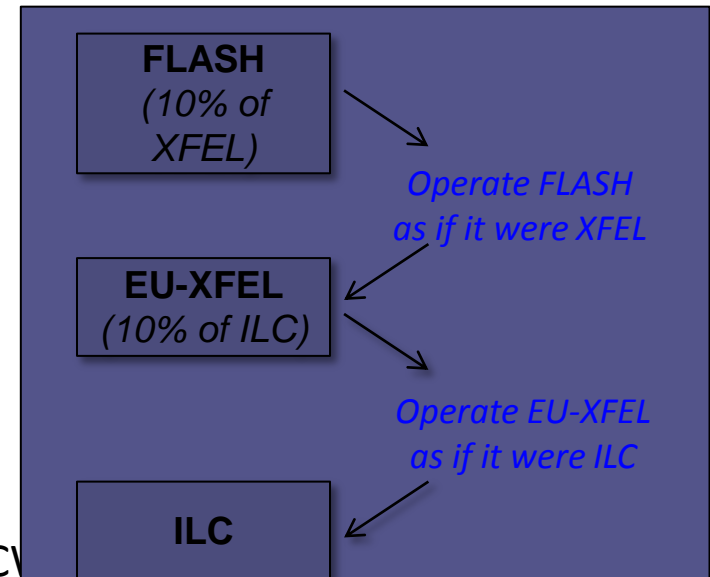 FLASH
(10% of
XFEL)
Operate FLASH
as if it were XFEL
EU-XFEL
(10% of ILC)
Operate EU-XFEL
as if it were ILC
ILC